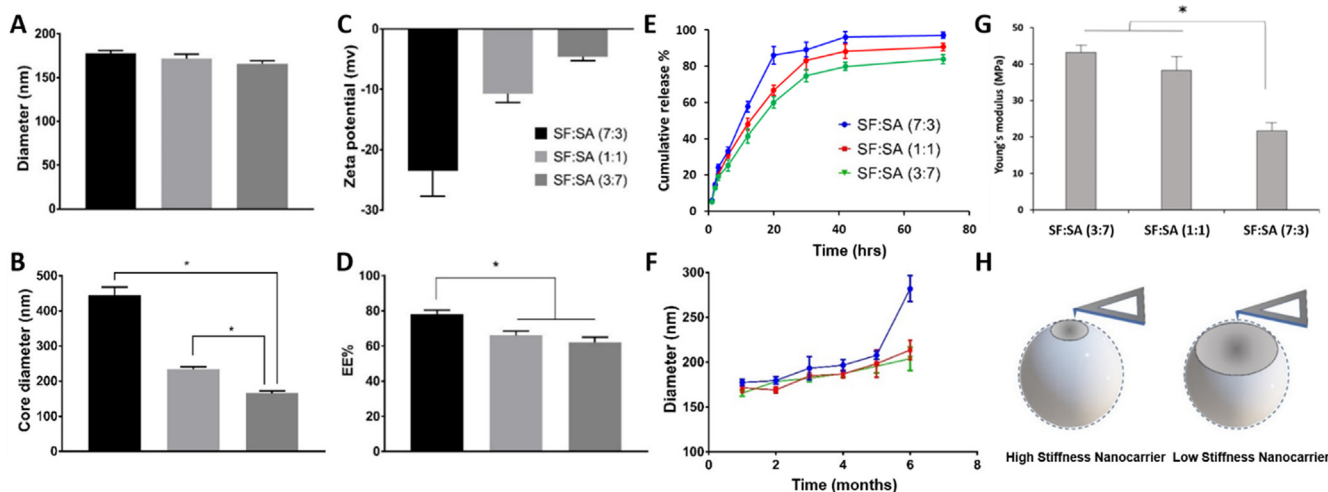 A
Diameter (nm)
200
150
100
50
0
C
Zeta potential (mv)
0
-10
-20
-30
SF:SA (7:3)
SF:SA (1:1)
SF:SA (3:7)
E
Cumulative release %
100
80
60
40
20
0
SF:SA (7:3)
SF:SA (1:1)
SF:SA (3:7)
0
20
40
60
80
Time (hrs)
G
Young's modulus (MPa)
50
40
30
20
10
0
*
SF:SA (3:7)
SF:SA (1:1)
SF:SA (7:3)
B
Core diameter (nm)
500
400
300
200
100
0
*
*
D
EE%
100
80
60
40
20
0
*
F
Diameter (nm)
300
250
200
150
100
0
2
4
6
8
Time (months)
H
High Stiffness Nanocarrier
Low Stiffness Nanocarrier